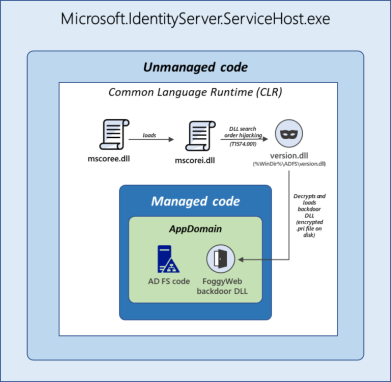 Microsoft.IdentityServer.ServiceHost.exe
Unmanaged code
Common Language Runtime (CLR)
mscoree.dll
loads
mscorei.dll
DLL search
order hijacking
(T1574.001)
version.dll
(%WinDir%\ADFS\version.dll)
Decrypts and
loads
backdoor
DLL
(encrypted
.pri file on
disk)
Managed code
AppDomain
AD FS code
FoggyWeb
backdoor DLL